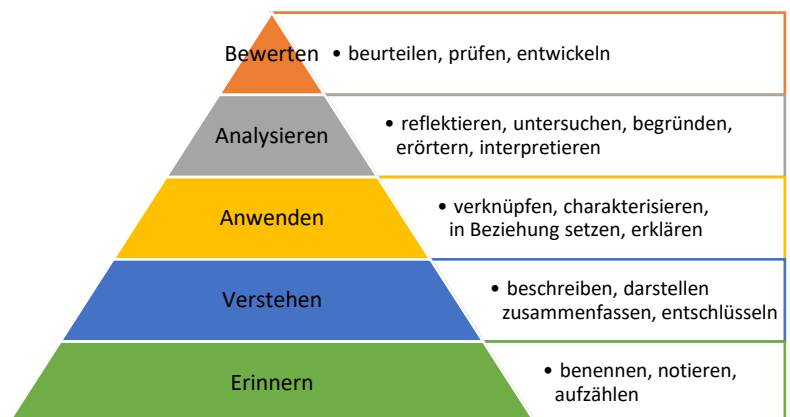 Bewerten
• beurteilen, prüfen, entwickeln
Analysieren
• reflektieren, untersuchen, begründen,
erörtern, interpretieren
Anwenden
• verknüpfen, charakterisieren,
in Beziehung setzen, erklären
Verstehen
• beschreiben, darstellen
zusammenfassen, entschlüsseln
Erinnern
• benennen, notieren,
aufzählen